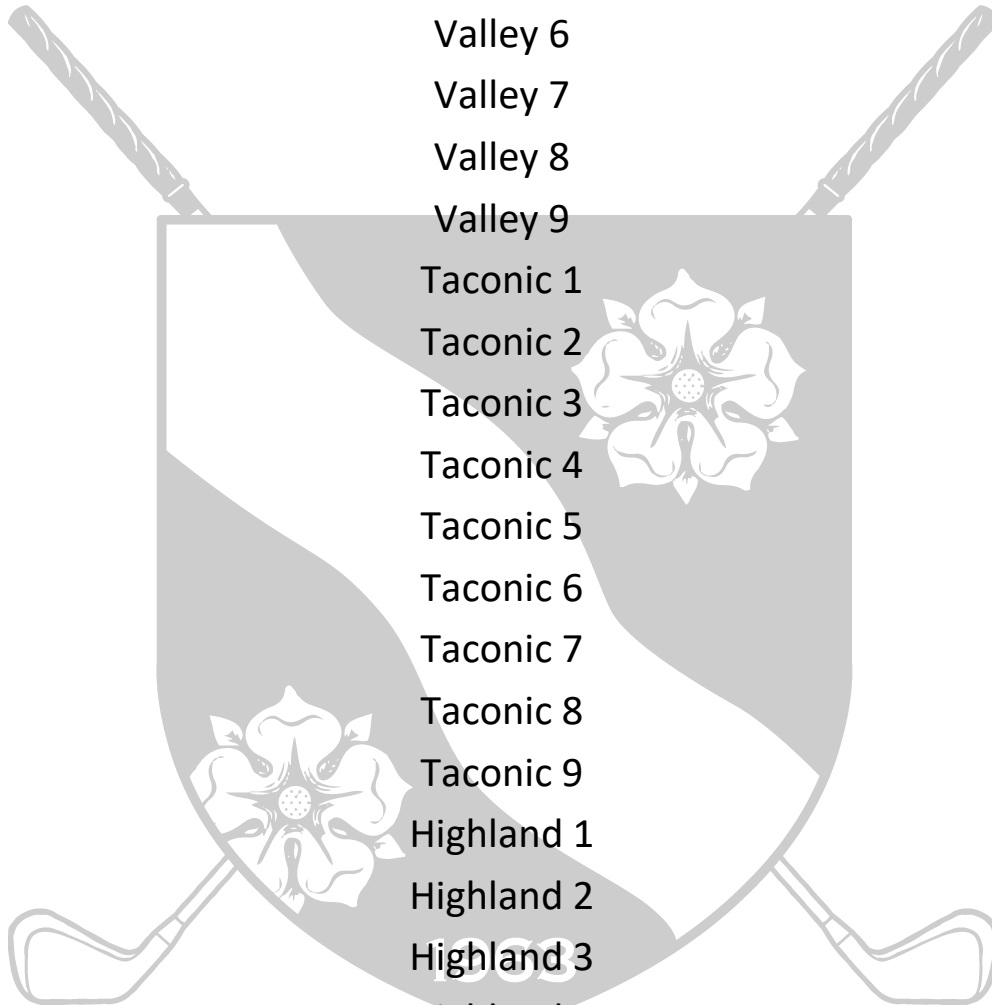 Valley 6
Valley 7
Valley 8
Valley 9
Taconic 1
Taconic 2
Taconic 3
Taconic 4
Taconic 5
Taconic 6
Taconic 7
Taconic 8
Taconic 9
Highland 1
Highland 2
Highland 3
1963